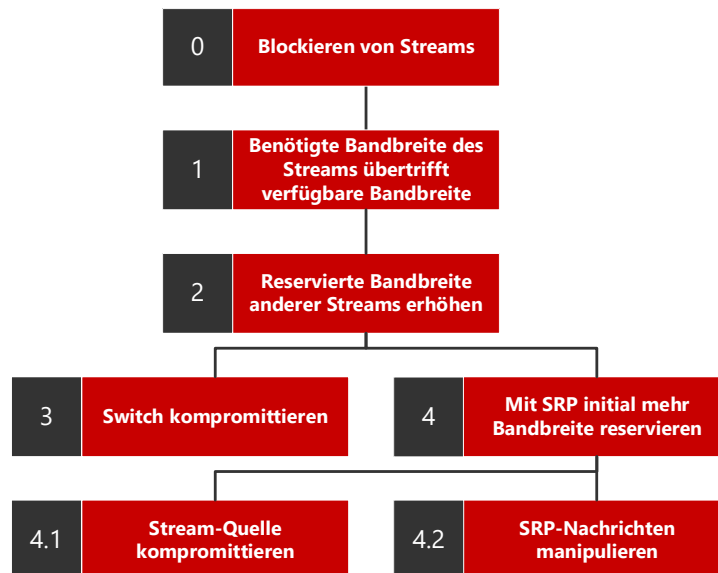 0
Blockieren von Streams
1
Benötigte Bandbreite des
Streams übertrifft
verfügbare Bandbreite
2
Reservierte Bandbreite
anderer Streams erhöhen
3
Switch kompromittieren
4
Mit SRP initial mehr
Bandbreite reservieren
4.1
Stream-Quelle
kompromittieren
4.2
SRP-Nachrichten
manipulieren